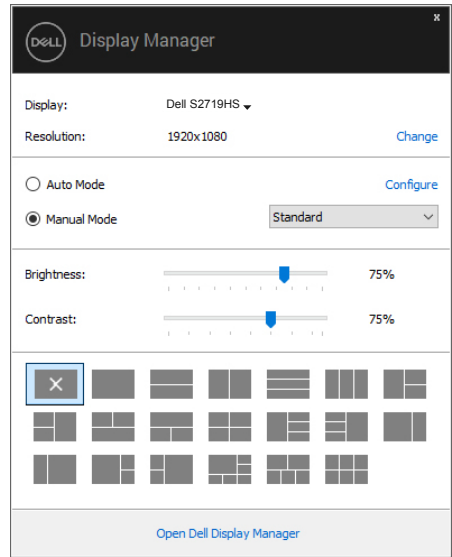 x
DELL Display Manager
Display: Dell S2719HS
Resolution: 1920x1080 Change
Auto Mode Configure
Manual Mode Standard
Brightness: 75%
Contrast: 75%
Open Dell Display Manager